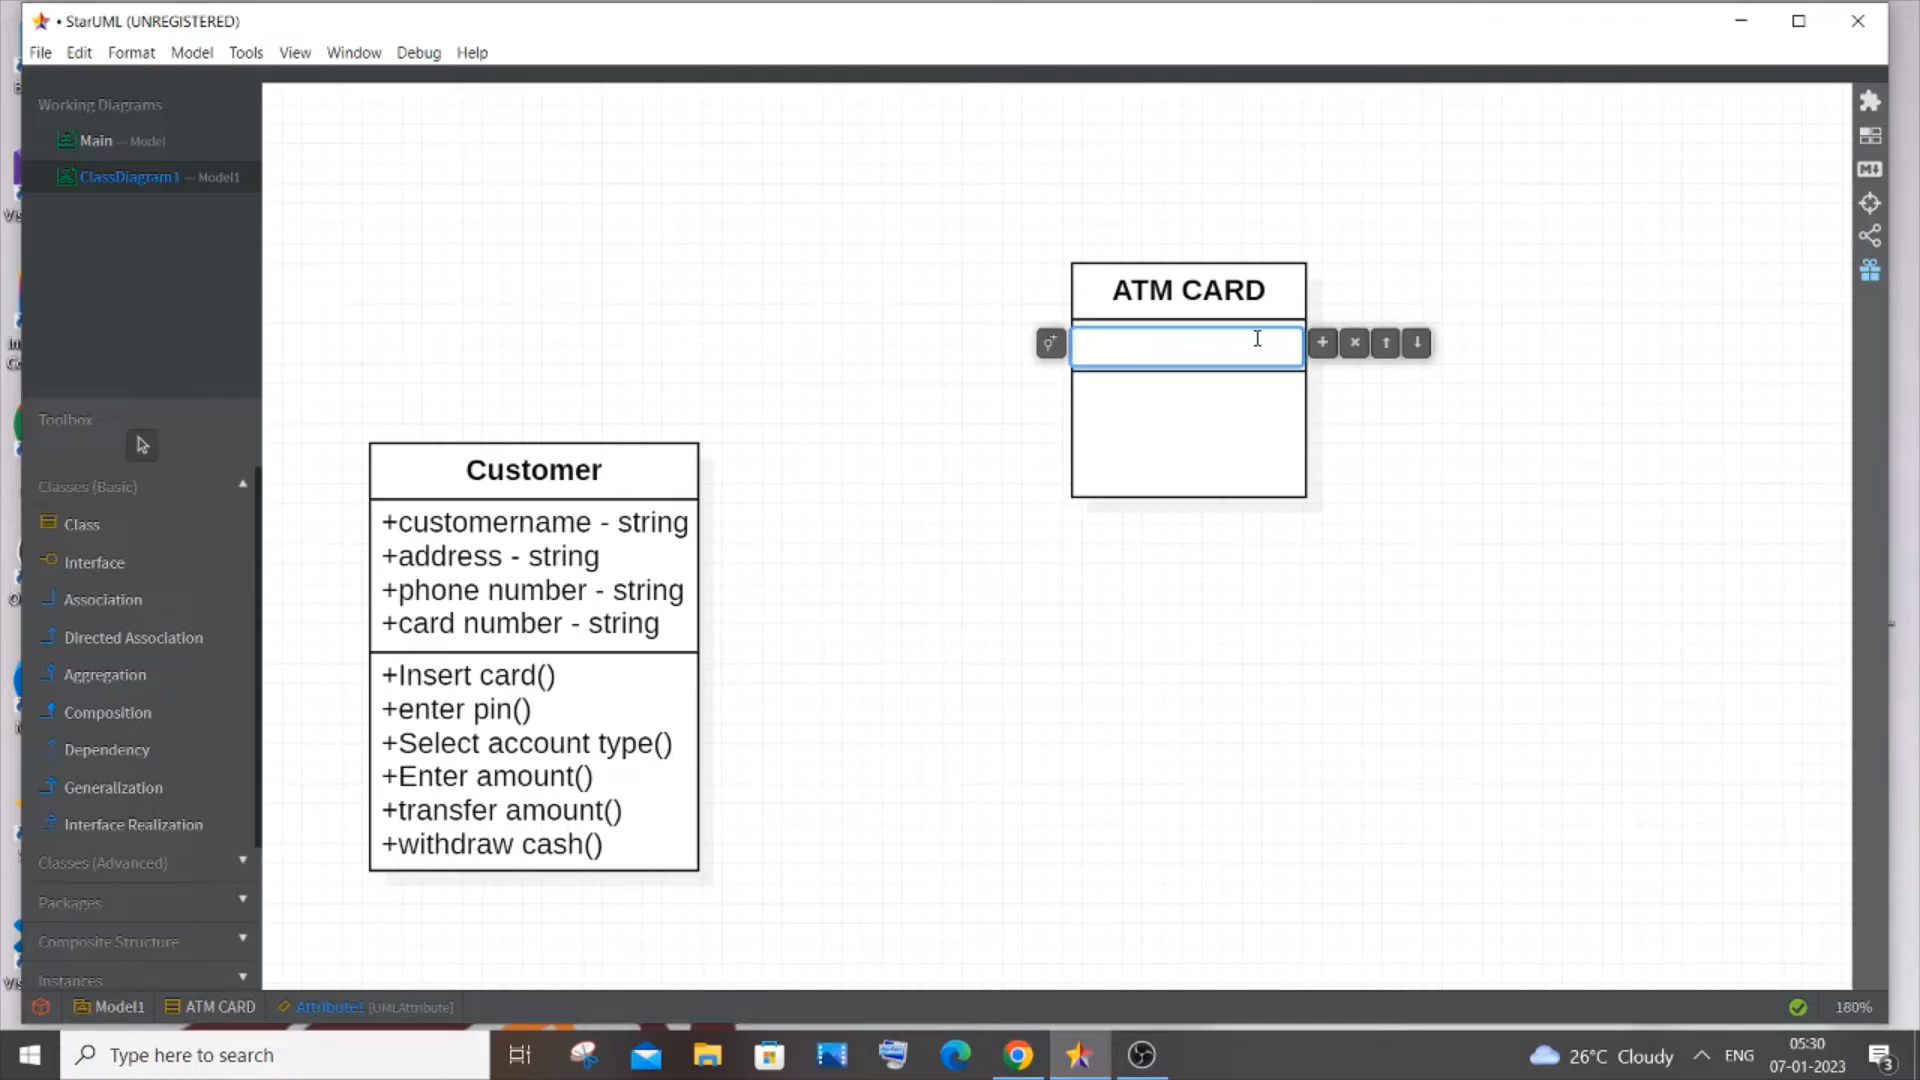 • StarUML (UNREGISTERED)
File Edit Format Model Tools View Window Debug Help
Working Diagrams
Main — Model
ClassDiagram1 — Model1
Toolbox
Classes (Basic)
Class
Interface
Association
Directed Association
Aggregation
Composition
Dependency
Generalization
Interface Realization
Classes (Advanced)
Packages
Composite Structure
Instances
ATM CARD
Customer
+customername - string
+address - string
+phone number - string
+card number - string
+Insert card()
+enter pin()
+Select account type()
+Enter amount()
+transfer amount()
+withdraw cash()
Model1 ATM CARD Attribute1 [UMLAttribute]
180%
Type here to search
26°C Cloudy
ENG
05:30
07-01-2023
3